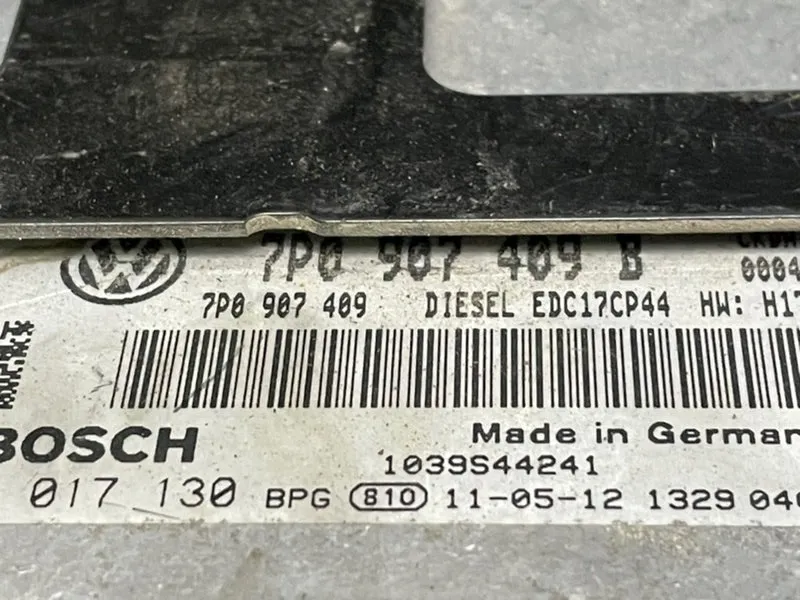 7P0 907 409 B
0004
7P0 907 409 DIESEL EDC17CP44 HW: H17
BOSCH
Made in German
1039S44241
017 130 BPG 810 11-05-12 1329 040